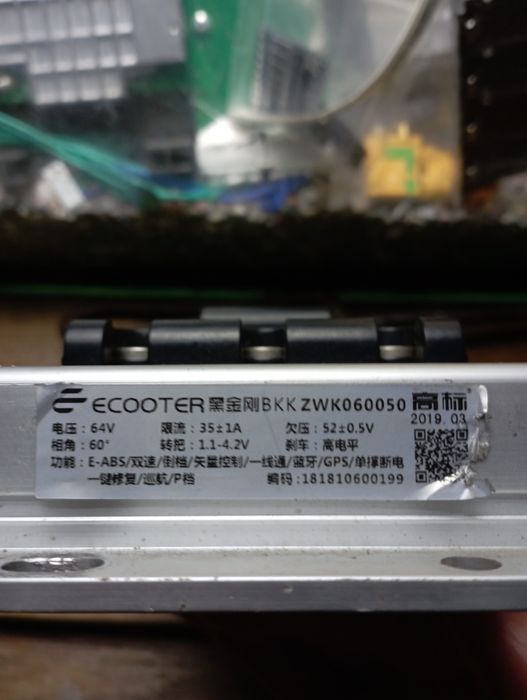 ECOOTER 黑金刚BKK ZWK060050 高标
2019.03
电压：64V 限流：35±1A 欠压：52±0.5V
相角：60° 转把：1.1-4.2V 刹车：高电平
功能：E-ABS/双速/倒档/矢量控制/一线通/蓝牙/GPS/单撑断电
一键修复/巡航/P档 编码：181810600199